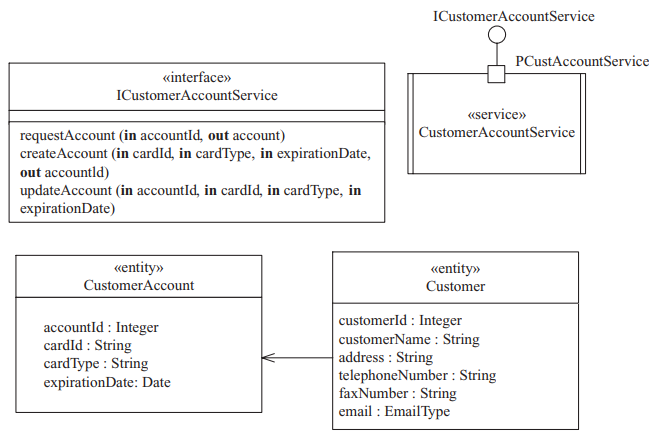 ICustomerAccountService
PCustAccountService
«interface»
ICustomerAccountService
requestAccount (in accountId, out account)
createAccount (in cardId, in cardType, in expirationDate,
out accountId)
updateAccount (in accountId, in cardId, in cardType, in
expirationDate)
«service»
CustomerAccountService
«entity»
CustomerAccount
accountId : Integer
cardId : String
cardType : String
expirationDate: Date
«entity»
Customer
customerId : Integer
customerName : String
address : String
telephoneNumber : String
faxNumber : String
email : EmailType